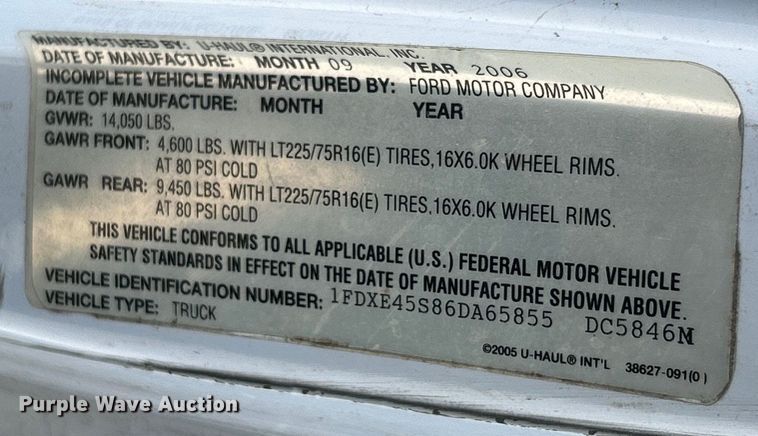 MANUFACTURED BY: U-HAUL® INTERNATIONAL, INC.
DATE OF MANUFACTURE: MONTH 09 YEAR 2006
INCOMPLETE VEHICLE MANUFACTURED BY: FORD MOTOR COMPANY
DATE OF MANUFACTURE: MONTH YEAR
GVWR: 14,050 LBS.
GAWR FRONT: 4,600 LBS. WITH LT225/75R16(E) TIRES,16X6.0K WHEEL RIMS.
AT 80 PSI COLD
GAWR REAR: 9,450 LBS. WITH LT225/75R16(E) TIRES,16X6.0K WHEEL RIMS.
AT 80 PSI COLD
THIS VEHICLE CONFORMS TO ALL APPLICABLE (U.S.) FEDERAL MOTOR VEHICLE
SAFETY STANDARDS IN EFFECT ON THE DATE OF MANUFACTURE SHOWN ABOVE.
VEHICLE IDENTIFICATION NUMBER: 1FDXE45S86DA65855 DC5846M
VEHICLE TYPE: TRUCK
©2005 U-HAUL® INT'L 38627-091(0)
Purple Wave Auction